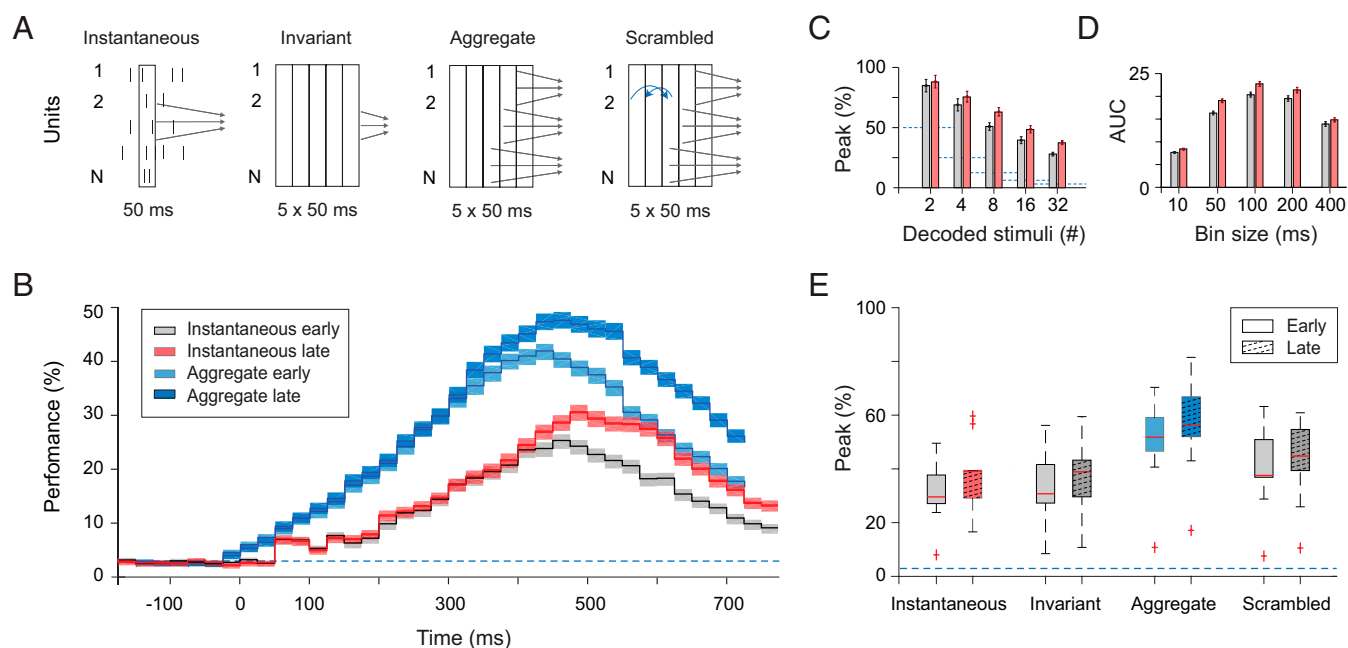 A
Instantaneous
Invariant
Aggregate
Scrambled
Units
1
2
N
50 ms
1
2
N
5 x 50 ms
1
2
N
5 x 50 ms
1
2
N
5 x 50 ms
B
Perfomance (%)
50
40
30
20
10
0
Instantaneous early
Instantaneous late
Aggregate early
Aggregate late
-100
0
100
300
500
700
Time (ms)
C
Peak (%)
100
50
0
2
4
8
16
32
Decoded stimuli (#)
D
AUC
25
0
10
50
100
200
400
Bin size (ms)
E
Peak (%)
100
60
20
0
Early
Late
Instantaneous
Invariant
Aggregate
Scrambled